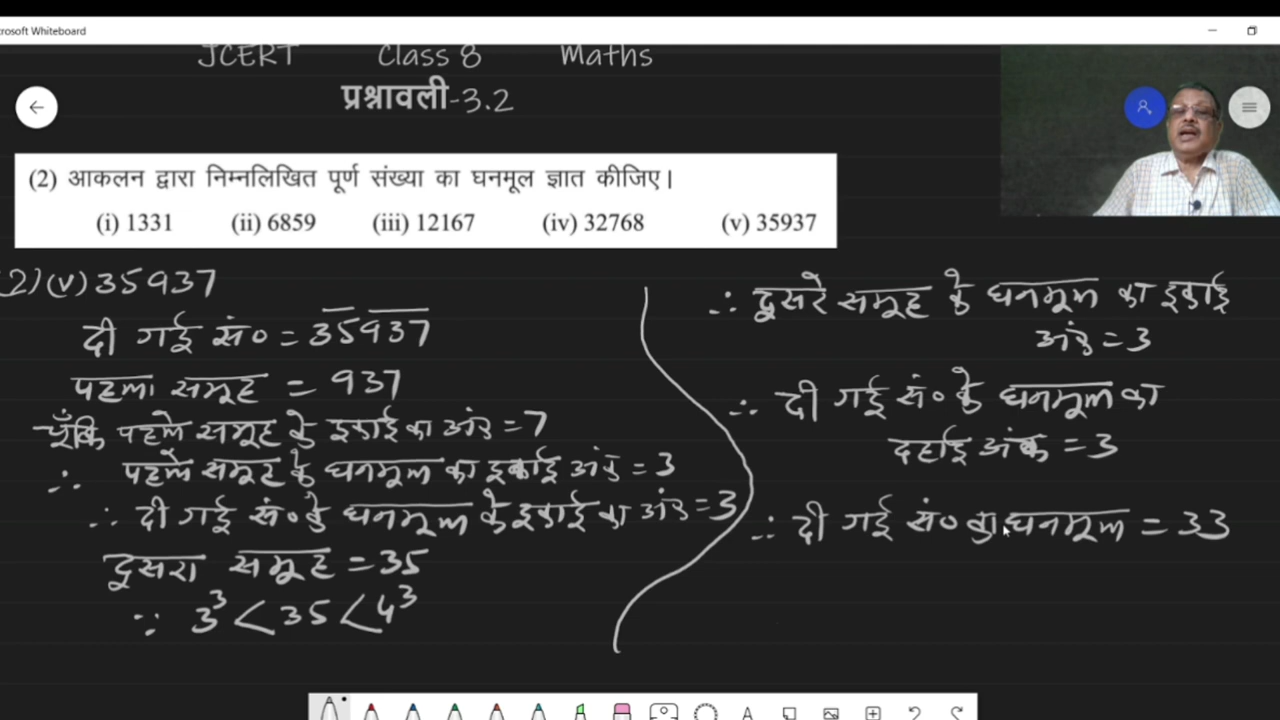 rosoft Whiteboard
JCERT Class 8 Maths
प्रश्नावली-3.2
(2) आकलन द्वारा निम्नलिखित पूर्ण संख्या का घनमूल ज्ञात कीजिए।
(i) 1331 (ii) 6859 (iii) 12167 (iv) 32768 (v) 35937
2) (v) 35937
दी गई सं० = 35937
पहला समूह = 937
चूँकि पहले समूह के इकाई का अंक = 7
∴ पहले समूह के घनमूल का इकाई अंक = 3
∴ दी गई सं० के घनमूल के इकाई का अंक = 3
दुसरा समूह = 35
∵ 3³ < 35 < 4³
∴ दुसरे समूह के घनमूल का इकाई
अंक = 3
∴ दी गई सं० के घनमूल का
दहाई अंक = 3
∴ दी गई सं० का घनमूल = 33